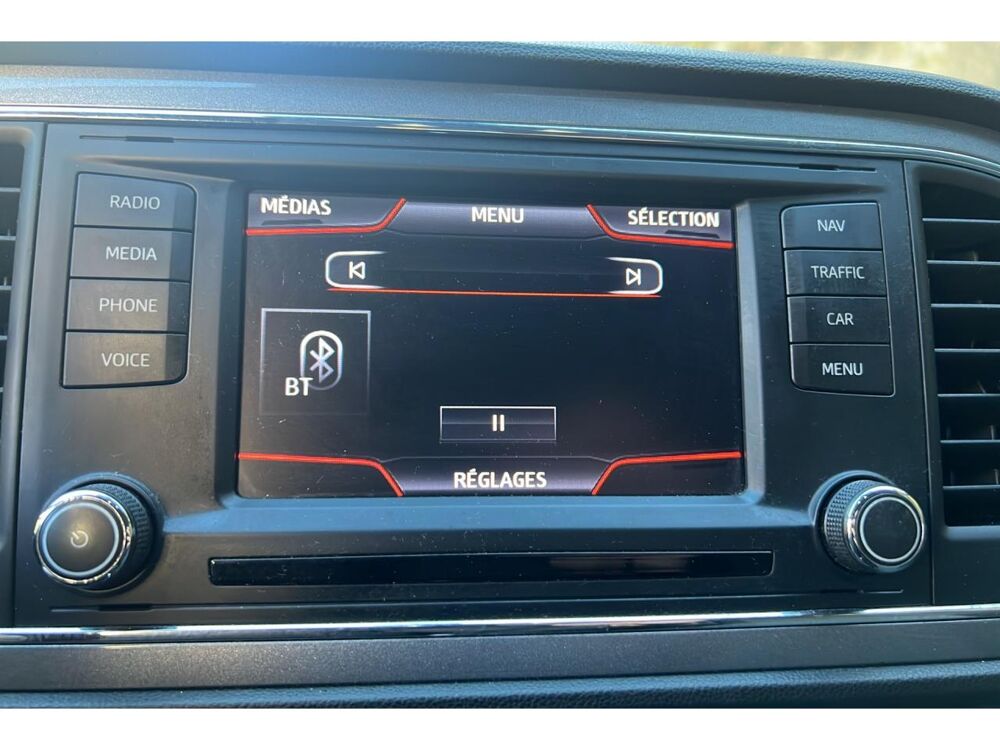 RADIO
MEDIA
PHONE
VOICE
MÉDIAS
MENU
SÉLECTION
BT
RÉGLAGES
NAV
TRAFFIC
CAR
MENU